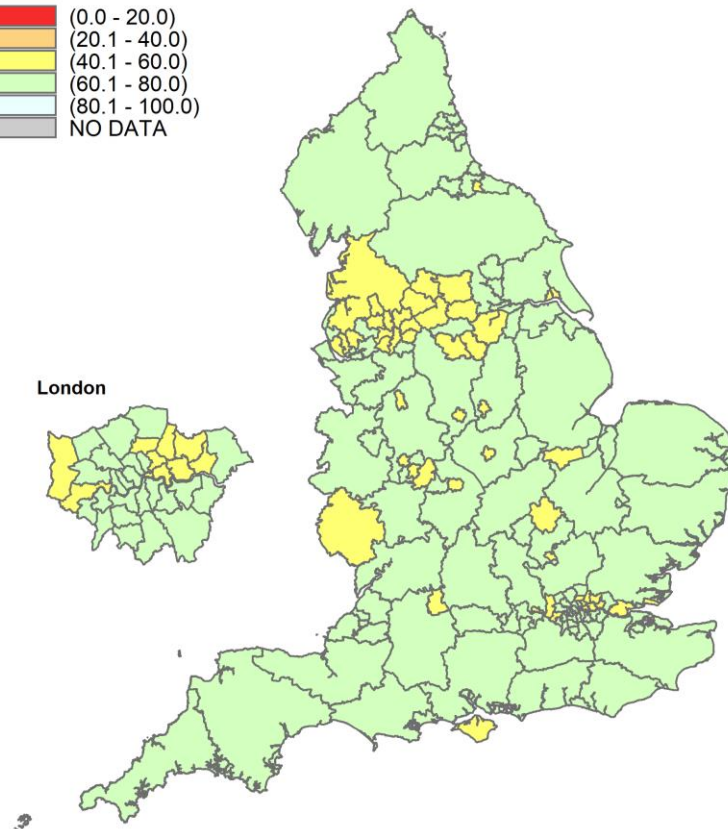 (0.0 - 20.0)
(20.1 - 40.0)
(40.1 - 60.0)
(60.1 - 80.0)
(80.1 - 100.0)
NO DATA
London